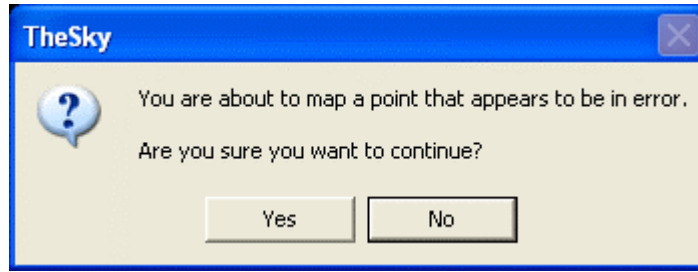 TheSky
You are about to map a point that appears to be in error.
Are you sure you want to continue?
Yes No